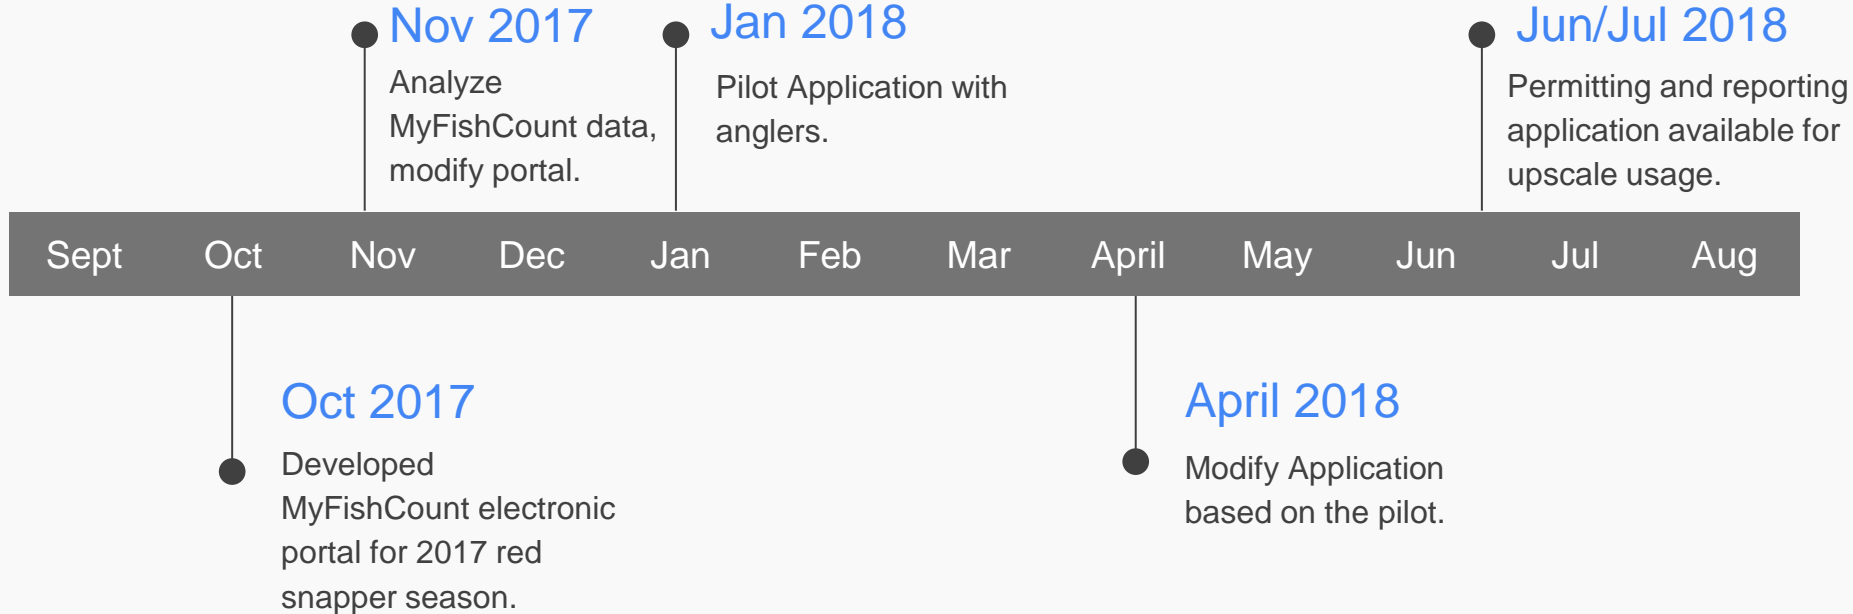 Nov 2017
Analyze
MyFishCount data,
modify portal.
Jan 2018
Pilot Application with
anglers.
Jun/Jul 2018
Permitting and reporting
application available for
upscale usage.
Sept Oct Nov Dec Jan Feb Mar April May Jun Jul Aug
Oct 2017
Developed
MyFishCount electronic
portal for 2017 red
snapper season.
April 2018
Modify Application
based on the pilot.